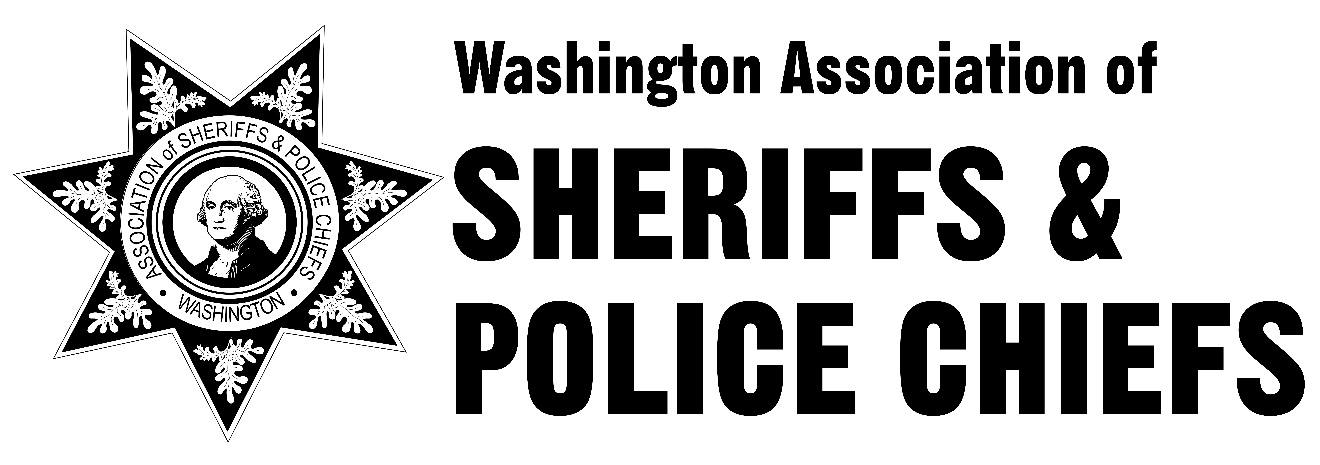 ASSOCIATION of SHERIFFS & POLICE CHIEFS
• WASHINGTON •
Washington Association of
SHERIFFS &
POLICE CHIEFS